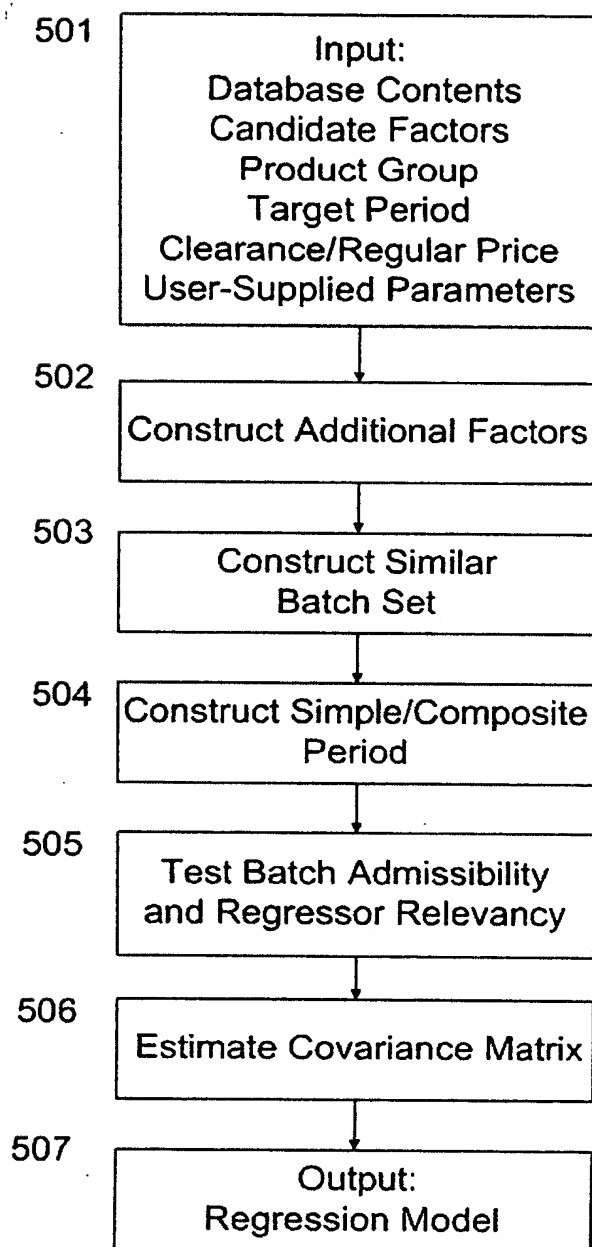 501
Input:
Database Contents
Candidate Factors
Product Group
Target Period
Clearance/Regular Price
User-Supplied Parameters
502
Construct Additional Factors
503
Construct Similar
Batch Set
504
Construct Simple/Composite
Period
505
Test Batch Admissibility
and Regressor Relevancy
506
Estimate Covariance Matrix
507
Output:
Regression Model